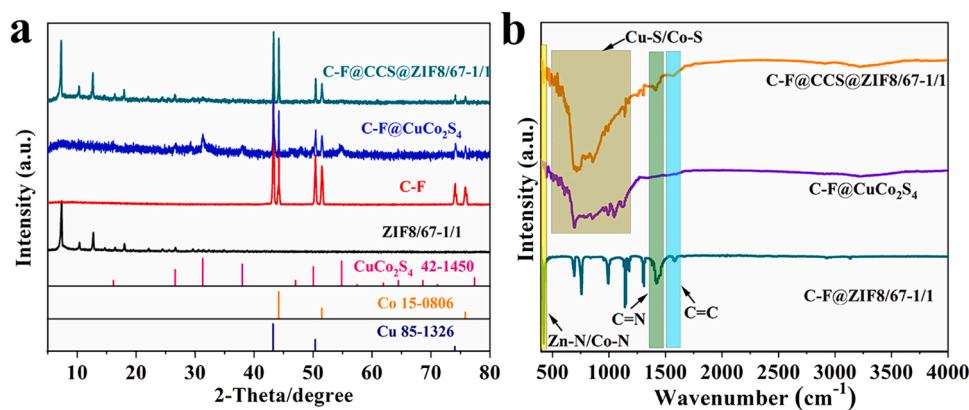 a
Intensity (a.u.)
C-F@CCS@ZIF8/67-1/1
C-F@CuCo₂S₄
C-F
ZIF8/67-1/1
CuCo₂S₄ 42-1450
Co 15-0806
Cu 85-1326
10 20 30 40 50 60 70 80
2-Theta/degree
b
Intensity (a.u.)
Cu-S/Co-S
C-F@CCS@ZIF8/67-1/1
C-F@CuCo₂S₄
C-F@ZIF8/67-1/1
C=N
C=C
Zn-N/Co-N
500 1000 1500 2000 2500 3000 3500 4000
Wavenumber (cm⁻¹)